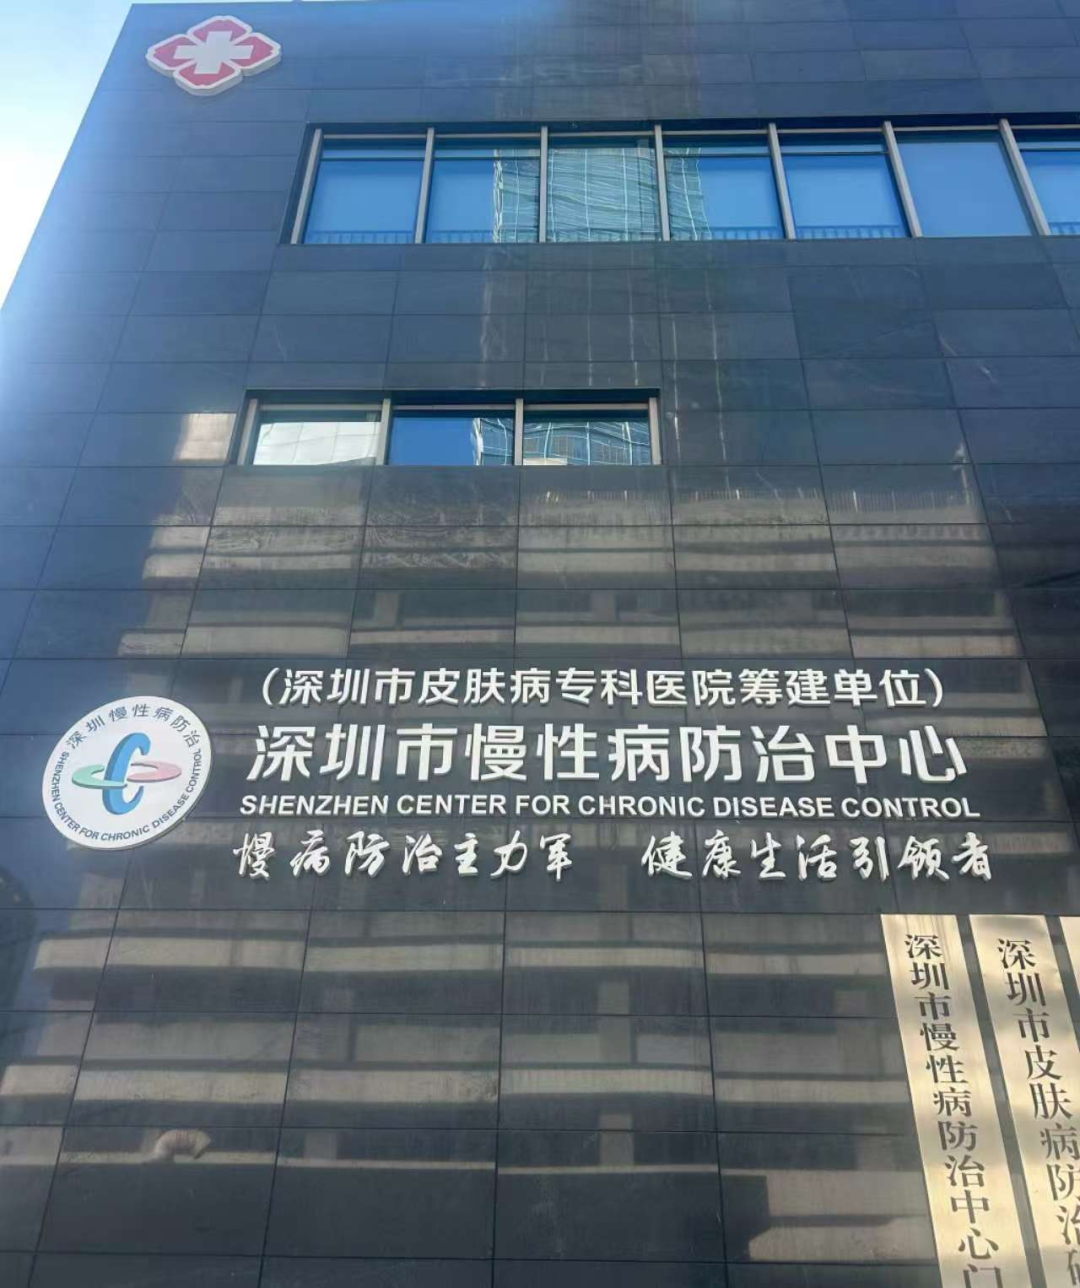 （深圳市皮肤病专科医院筹建单位）
深圳市慢性病防治中心
SHENZHEN CENTER FOR CHRONIC DISEASE CONTROL
慢病防治主力军 健康生活引领者
深圳慢性病防治
SHENZHEN CENTER FOR CHRONIC DISEASE CONTROL
深圳市慢性病防治中心门
深圳市皮肤病防治研